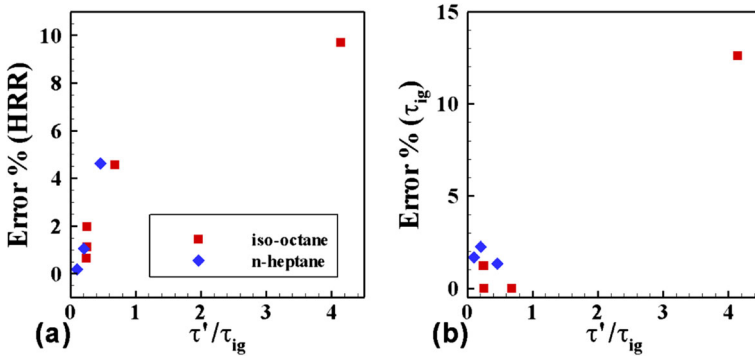 Error % (HRR)
10
8
6
4
2
0
iso-octane
n-heptane
0
1
2
3
4
τ'/τig
(a)
Error % (τig)
15
10
5
0
0
1
2
3
4
τ'/τig
(b)